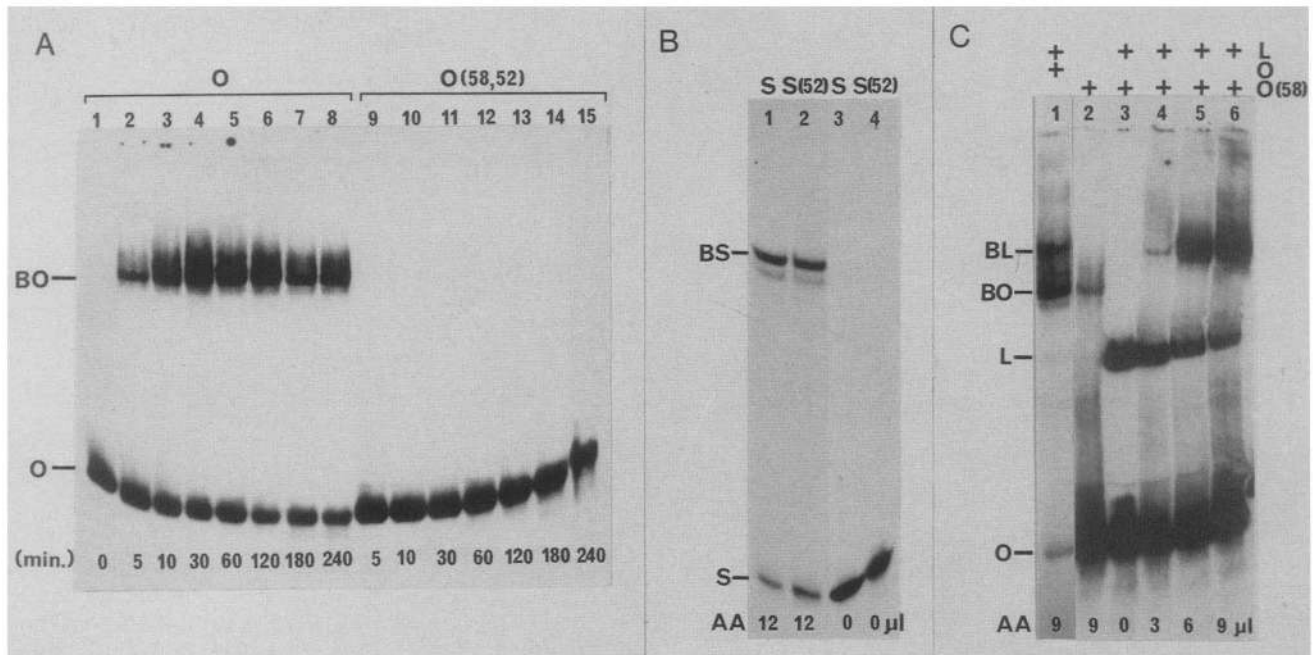 A
O O(58,52)
1 2 3 4 5 6 7 8 9 10 11 12 13 14 15
BO
O
(min.) 0 5 10 30 60 120 180 240 5 10 30 60 120 180 240
B
S S(52) S S(52)
1 2 3 4
BS
S
AA 12 12 0 0 µl
C
+ + + + + L
+ O
+ + + + + O(58)
1 2 3 4 5 6
BL
BO
L
O
AA 9 9 0 3 6 9 µl